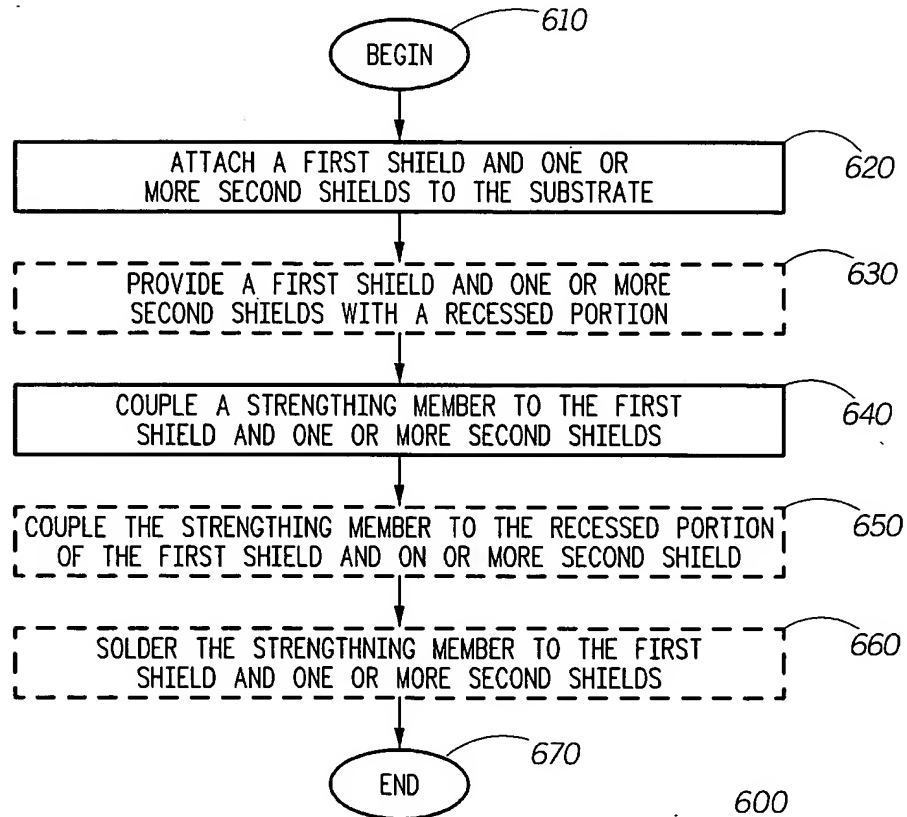 610
BEGIN
ATTACH A FIRST SHIELD AND ONE OR
MORE SECOND SHIELDS TO THE SUBSTRATE
620
PROVIDE A FIRST SHIELD AND ONE OR MORE
SECOND SHIELDS WITH A RECESSED PORTION
630
COUPLE A STRENGTHING MEMBER TO THE FIRST
SHIELD AND ONE OR MORE SECOND SHIELDS
640
COUPLE THE STRENGTHING MEMBER TO THE RECESSED PORTION
OF THE FIRST SHIELD AND ON OR MORE SECOND SHIELD
650
SOLDER THE STRENGTHNING MEMBER TO THE FIRST
SHIELD AND ONE OR MORE SECOND SHIELDS
660
670
END
600